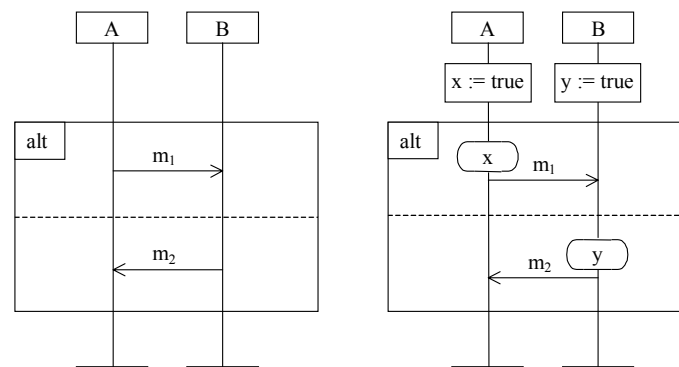 A B
alt
m₁
m₂
A B
x := true y := true
alt
x
m₁
y
m₂